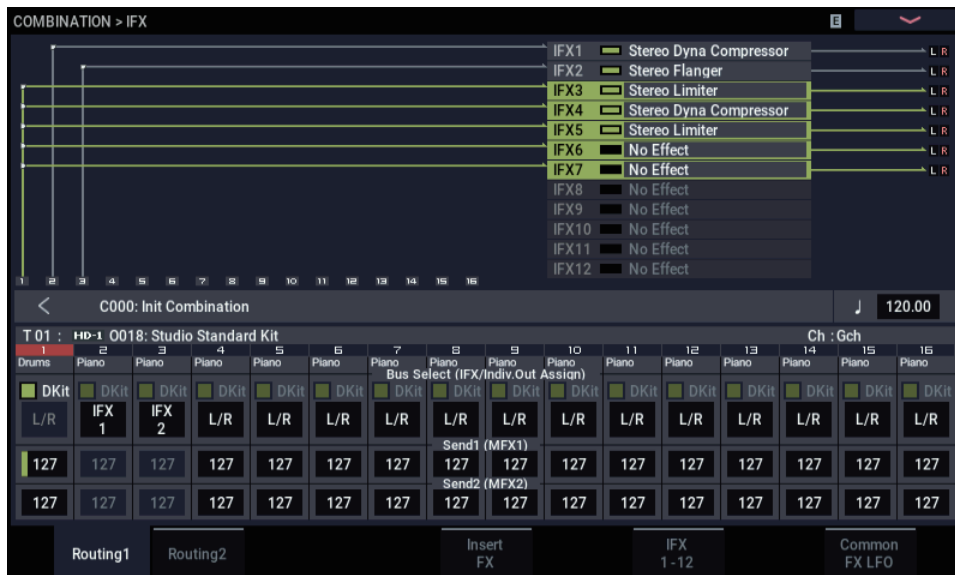 COMBINATION > IFX E
IFX1 Stereo Dyna Compressor L R
IFX2 Stereo Flanger L R
IFX3 Stereo Limiter L R
IFX4 Stereo Dyna Compressor L R
IFX5 Stereo Limiter L R
IFX6 No Effect L R
IFX7 No Effect L R
IFX8 No Effect
IFX9 No Effect
IFX10 No Effect
IFX11 No Effect
IFX12 No Effect
1 2 3 4 5 6 7 8 9 10 11 12 13 14 15 16
C000: Init Combination ♩ 120.00
T 01 : HD-1 O018: Studio Standard Kit Ch : Gch
1 2 3 4 5 6 7 8 9 10 11 12 13 14 15 16
Drums Piano Piano Piano Piano Piano Piano Piano Piano Piano Piano Piano Piano Piano Piano Piano
Bus Select (IFX/Indiv.Out Assign)
DKit DKit DKit DKit DKit DKit DKit DKit DKit DKit DKit DKit DKit DKit DKit DKit
L/R IFX 1 IFX 2 L/R L/R L/R L/R L/R L/R L/R L/R L/R L/R L/R L/R L/R
Send1 (MFX1)
127 127 127 127 127 127 127 127 127 127 127 127 127 127 127 127
Send2 (MFX2)
127 127 127 127 127 127 127 127 127 127 127 127 127 127 127 127
Routing1 Routing2 Insert FX IFX 1-12 Common FX LFO